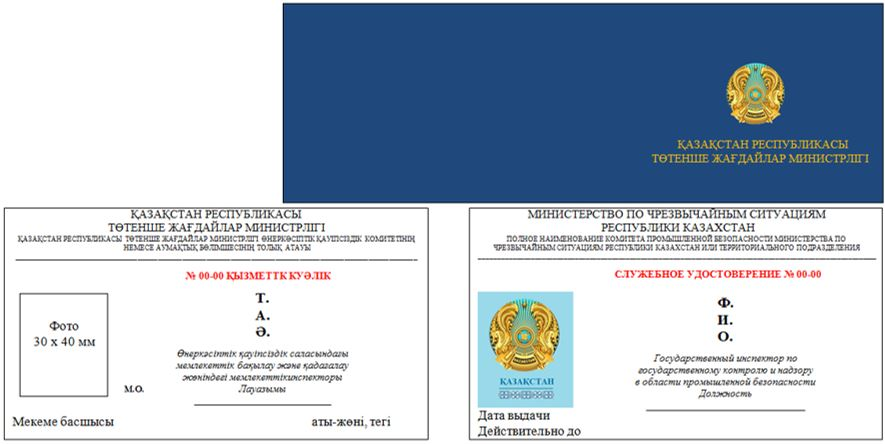 ҚАЗАҚСТАН РЕСПУБЛИКАСЫ
ТӨТЕНШЕ ЖАҒДАЙЛАР МИНИСТРЛІГІ
ҚАЗАҚСТАН РЕСПУБЛИКАСЫ
ТӨТЕНШЕ ЖАҒДАЙЛАР МИНИСТРЛІГІ
ҚАЗАҚСТАН РЕСПУБЛИКАСЫ ТӨТЕНШЕ ЖАҒДАЙЛАР МИНИСТРЛІГІ ӨНЕРКӘСІПТІК ҚАУІПСІЗДІК КОМИТЕТІНІҢ
НЕМЕСЕ АУМАҚТЫҚ БӨЛІМШЕСІНІҢ ТОЛЫҚ АТАУЫ
№ 00-00 ҚЫЗМЕТТК КУӘЛІК
Фото
30 х 40 мм
Т.
А.
Ә.
Өнеркәсіптік қауіпсіздік саласындағы
мемлекеттік бақылау және қадағалау
жөніндегі мемлекеттікинспекторы
Лауазымы
М.О.
Мекеме басшысы аты-жөні, тегі
МИНИСТЕРСТВО ПО ЧРЕЗВЫЧАЙНЫМ СИТУАЦИЯМ
РЕСПУБЛИКИ КАЗАХСТАН
ПОЛНОЕ НАИМЕНОВАНИЕ КОМИТЕТА ПРОМЫШЛЕННОЙ БЕЗОПАСНОСТИ МИНИСТЕРСТВА ПО
ЧРЕЗВЫЧАЙНЫМ СИТУАЦИЯМ РЕСПУБЛИКИ КАЗАХСТАН ИЛИ ТЕРРИТОРИАЛЬНОГО ПОДРАЗДЕЛЕНИЯ
СЛУЖЕБНОЕ УДОСТОВЕРЕНИЕ № 00-00
ҚАЗАҚСТАН
Ф.
И.
О.
Государственный инспектор по
государственному контролю и надзору
в области промышленной безопасности
Должность
Дата выдачи
Действительно до